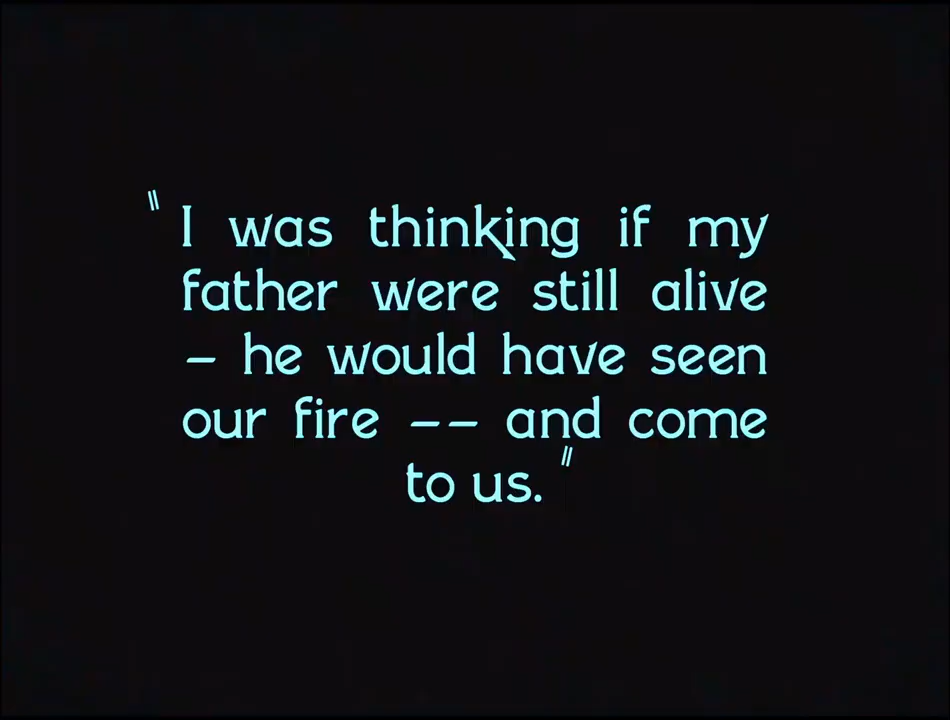 "I was thinking if my
father were still alive
– he would have seen
our fire –– and come
to us."